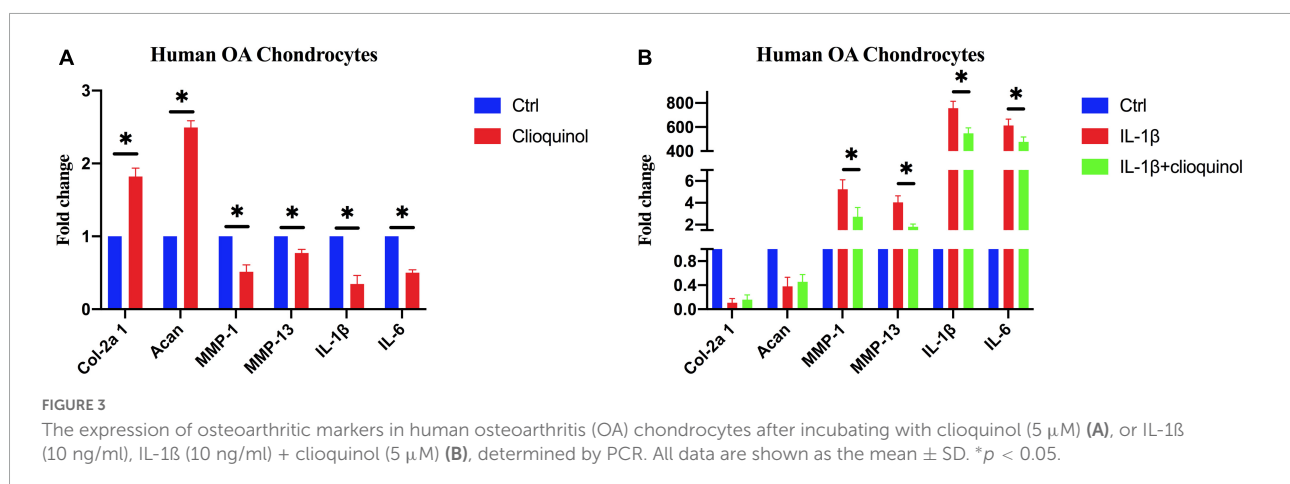 A
Human OA Chondrocytes
3
2
1
0
Fold change
*
*
*
*
*
*
Col-2a 1
Acan
MMP-1
MMP-13
IL-1β
IL-6
Ctrl
Clioquinol
B
Human OA Chondrocytes
800
600
400
6
4
2
0.8
0.4
0.0
Fold change
*
*
*
*
Col-2a 1
Acan
MMP-1
MMP-13
IL-1β
IL-6
Ctrl
IL-1β
IL-1β+clioquinol
FIGURE 3
The expression of osteoarthritic markers in human osteoarthritis (OA) chondrocytes after incubating with clioquinol (5 μM) (A), or IL-1ß
(10 ng/ml), IL-1ß (10 ng/ml) + clioquinol (5 μM) (B), determined by PCR. All data are shown as the mean ± SD. *p < 0.05.